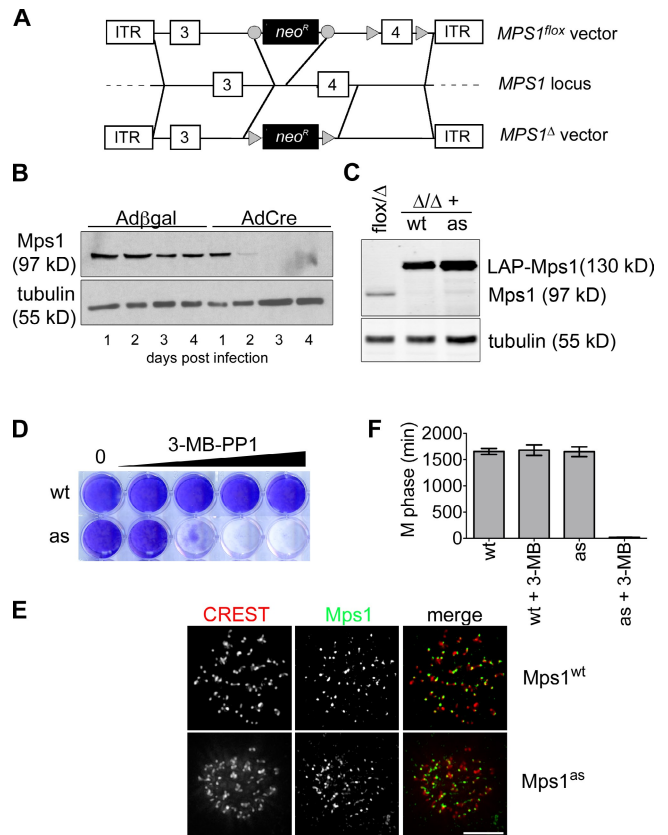 A
ITR 3 neoR 4 ITR MPS1flox vector
3 4 MPS1 locus
ITR 3 neoR ITR MPS1Δ vector
B
Adβgal AdCre
Mps1
(97 kD)
tubulin
(55 kD)
1 2 3 4 1 2 3 4
days post infection
C
flox/Δ
Δ/Δ +
wt as
LAP-Mps1 (130 kD)
Mps1 (97 kD)
tubulin (55 kD)
D
0 3-MB-PP1
wt
as
F
M phase (min)
2000
1500
1000
500
0
wt
wt + 3-MB
as
as + 3-MB
E
CREST Mps1 merge
Mps1wt
Mps1as